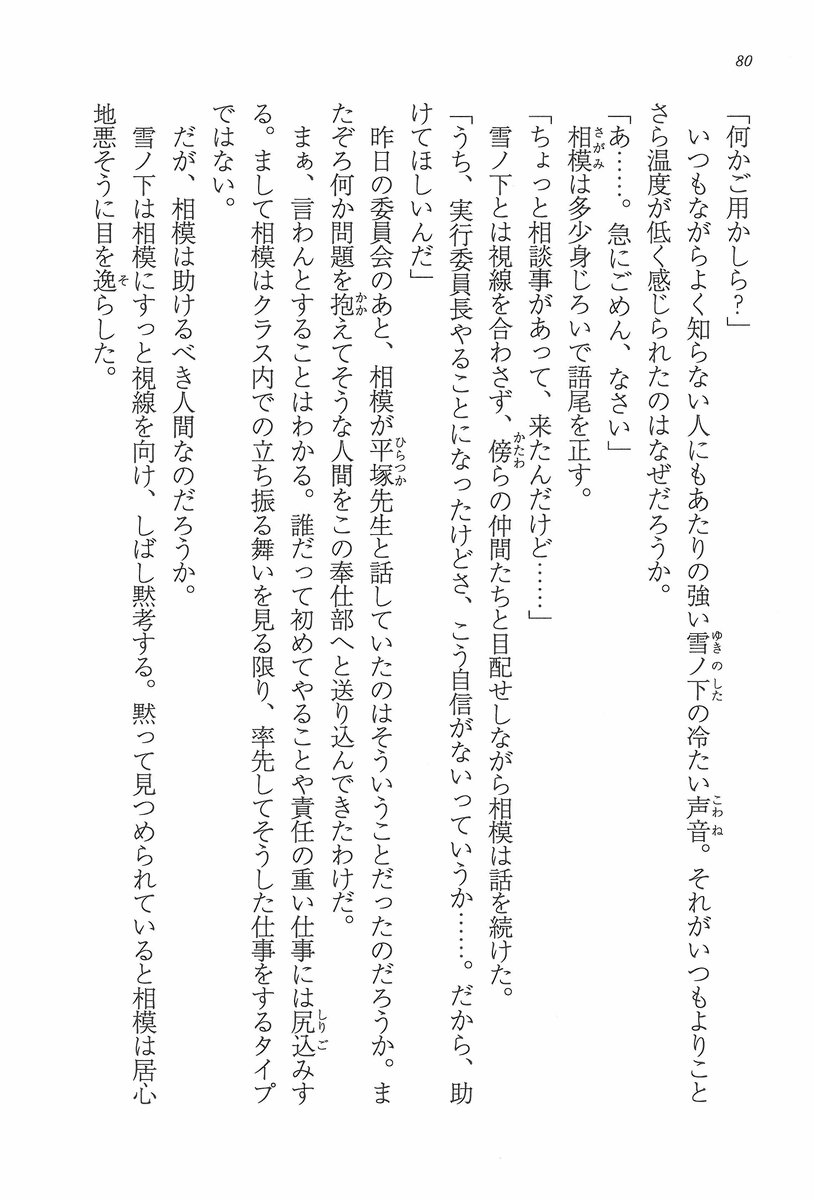 80
「何かご用かしら？」
いつもながらよく知らない人にもあたりの強い雪ノ下の冷たい声音。それがいつもよりこと
さら温度が低く感じられたのはなぜだろうか。
「あ……。急にごめん、なさい」
相模は多少身じろいで語尾を正す。
「ちょっと相談事があって、来たんだけど……」
雪ノ下とは視線を合わさず、傍らの仲間たちと目配せしながら相模は話を続けた。
「うち、実行委員長やることになったけどさ、こう自信がないっていうか……。だから、助
けてほしいんだ」
昨日の委員会のあと、相模が平塚先生と話していたのはそういうことだったのだろうか。ま
たぞろ何か問題を抱えてそうな人間をこの奉仕部へと送り込んできたわけだ。
まぁ、言わんとすることはわかる。誰だって初めてやることや責任の重い仕事には尻込みす
る。まして相模はクラス内での立ち振る舞いを見る限り、率先してそうした仕事をするタイプ
ではない。
だが、相模は助けるべき人間なのだろうか。
雪ノ下は相模にすっと視線を向け、しばし黙考する。黙って見つめられていると相模は居心
地悪そうに目を逸らした。